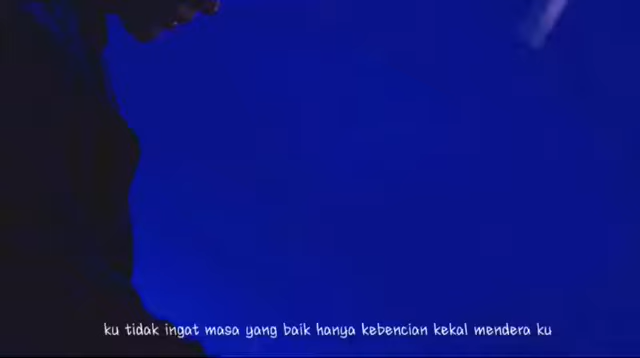 ku tidak ingat masa yang baik hanya kebencian kekal mendera ku